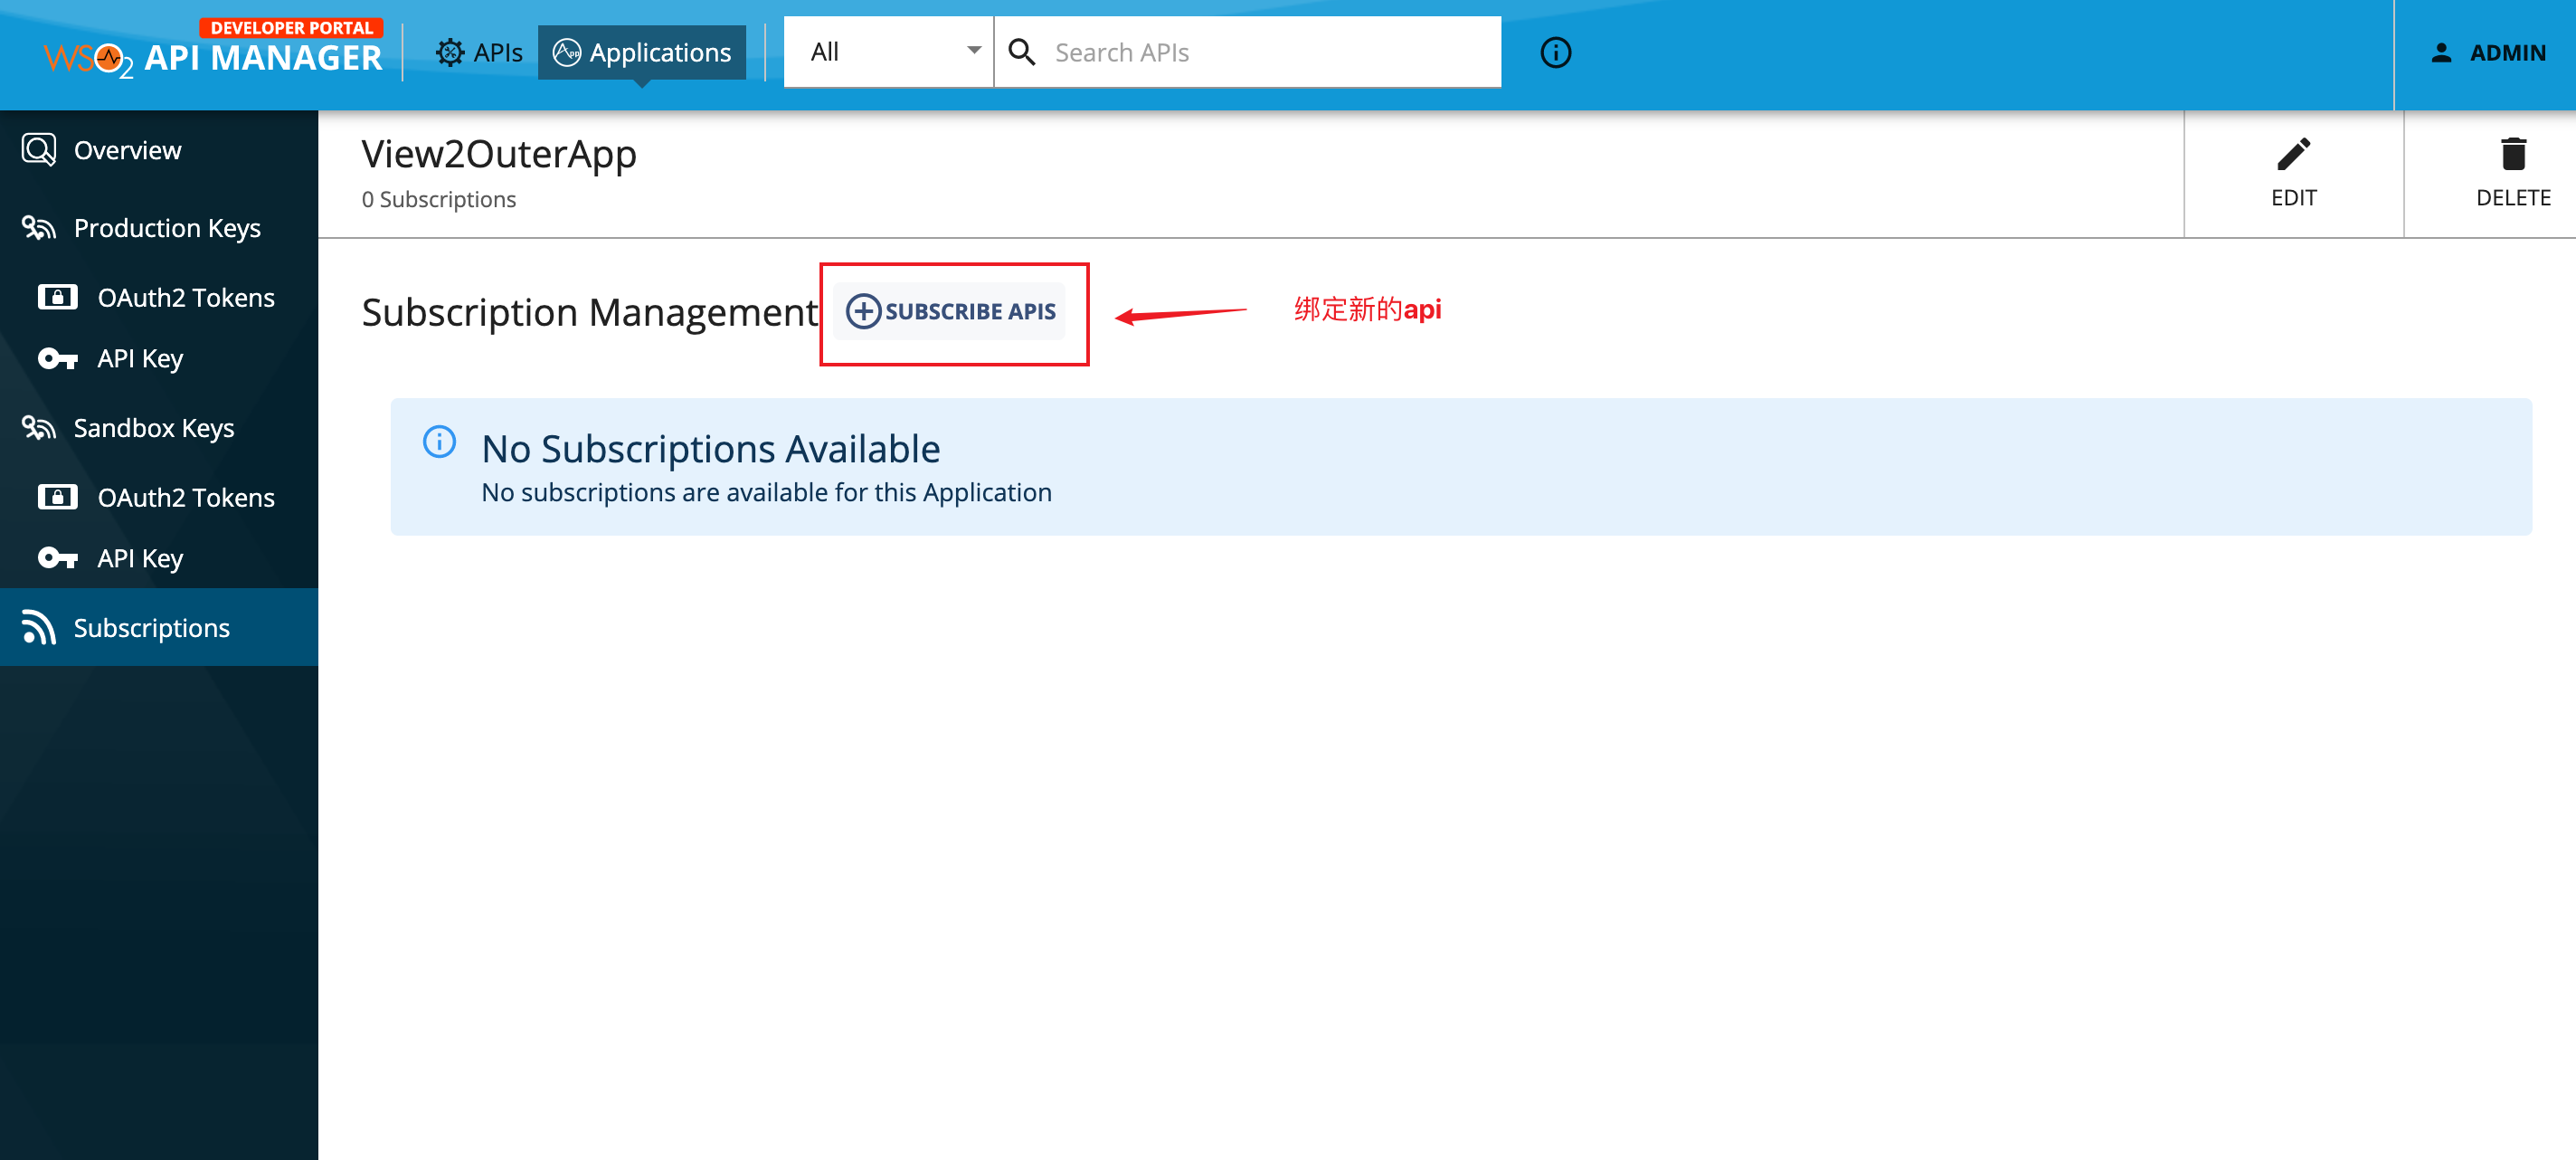 DEVELOPER PORTAL
WSO2 API MANAGER
APIs
Applications
All
Search APIs
ADMIN
Overview
Production Keys
OAuth2 Tokens
API Key
Sandbox Keys
OAuth2 Tokens
API Key
Subscriptions
View2OuterApp
0 Subscriptions
EDIT
DELETE
Subscription Management
SUBSCRIBE APIS
绑定新的api
No Subscriptions Available
No subscriptions are available for this Application